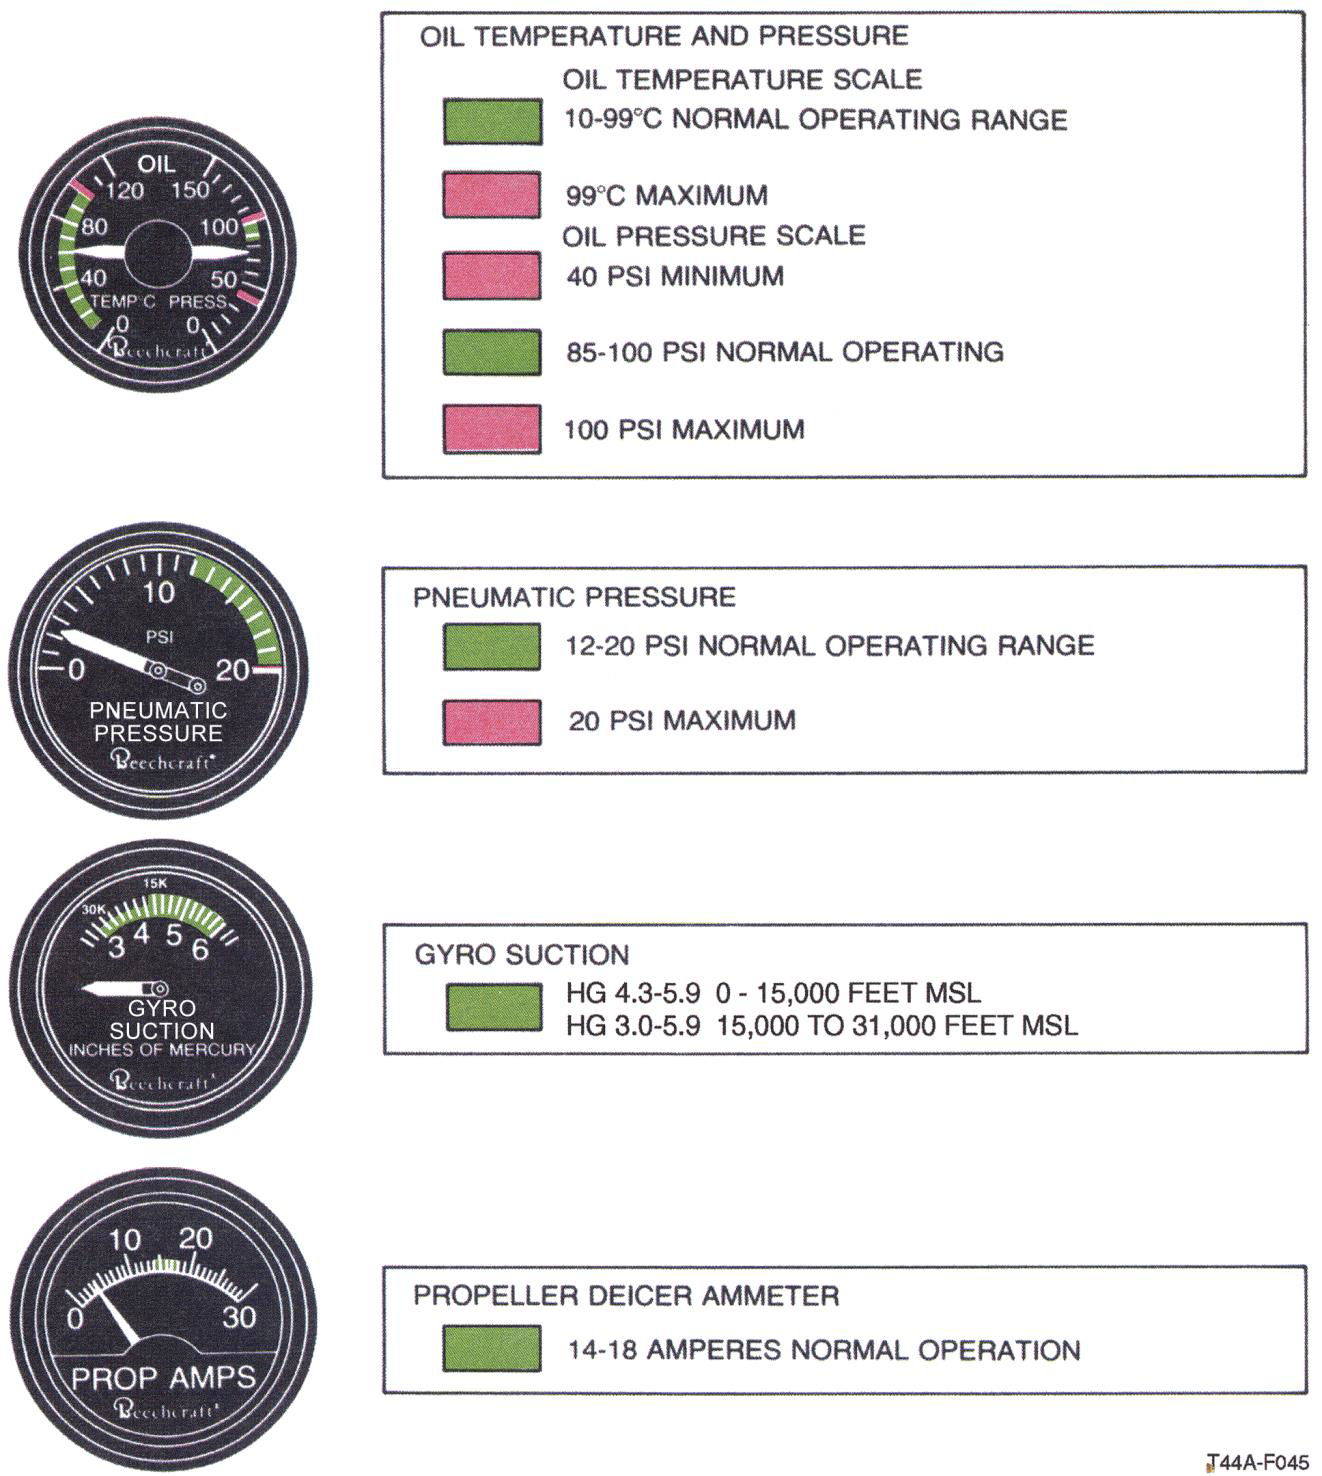 OIL TEMPERATURE AND PRESSURE
OIL TEMPERATURE SCALE
10-99°C NORMAL OPERATING RANGE
99°C MAXIMUM
OIL PRESSURE SCALE
40 PSI MINIMUM
85-100 PSI NORMAL OPERATING
100 PSI MAXIMUM
OIL
120 150
80 100
40 50
TEMP°C PRESS
0 0
Beechcraft
PNEUMATIC PRESSURE
12-20 PSI NORMAL OPERATING RANGE
20 PSI MAXIMUM
10
PSI
0 20
PNEUMATIC
PRESSURE
Beechcraft
GYRO SUCTION
HG 4.3-5.9 0 - 15,000 FEET MSL
HG 3.0-5.9 15,000 TO 31,000 FEET MSL
15K
30K
3 4 5 6
GYRO
SUCTION
INCHES OF MERCURY
Beechcraft
PROPELLER DEICER AMMETER
14-18 AMPERES NORMAL OPERATION
10 20
0 30
PROP AMPS
Beechcraft
T44A-F045